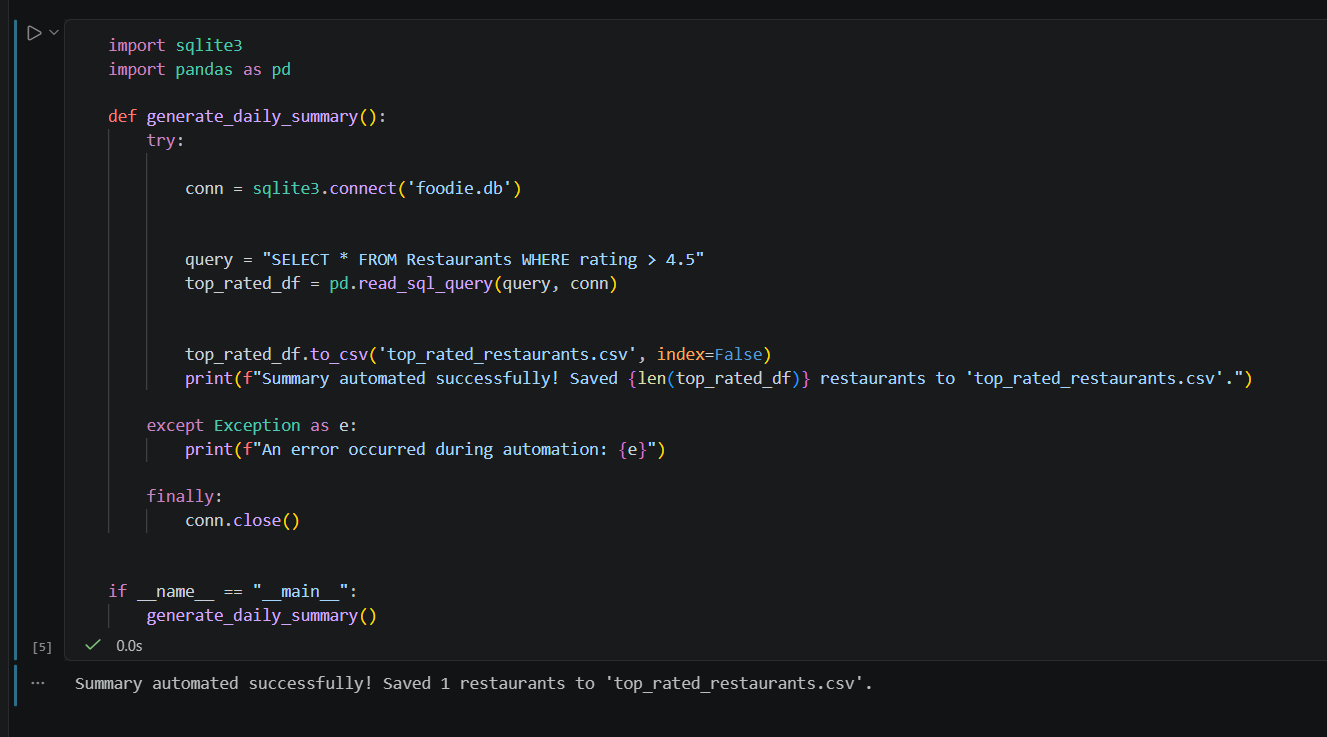 import sqlite3
import pandas as pd
def generate_daily_summary():
try:
conn = sqlite3.connect('foodie.db')
query = "SELECT * FROM Restaurants WHERE rating > 4.5"
top_rated_df = pd.read_sql_query(query, conn)
top_rated_df.to_csv('top_rated_restaurants.csv', index=False)
print(f"Summary automated successfully! Saved {len(top_rated_df)} restaurants to 'top_rated_restaurants.csv'.")
except Exception as e:
print(f"An error occurred during automation: {e}")
finally:
conn.close()
if __name__ == "__main__":
generate_daily_summary()
[5] 0.0s
Summary automated successfully! Saved 1 restaurants to 'top_rated_restaurants.csv'.